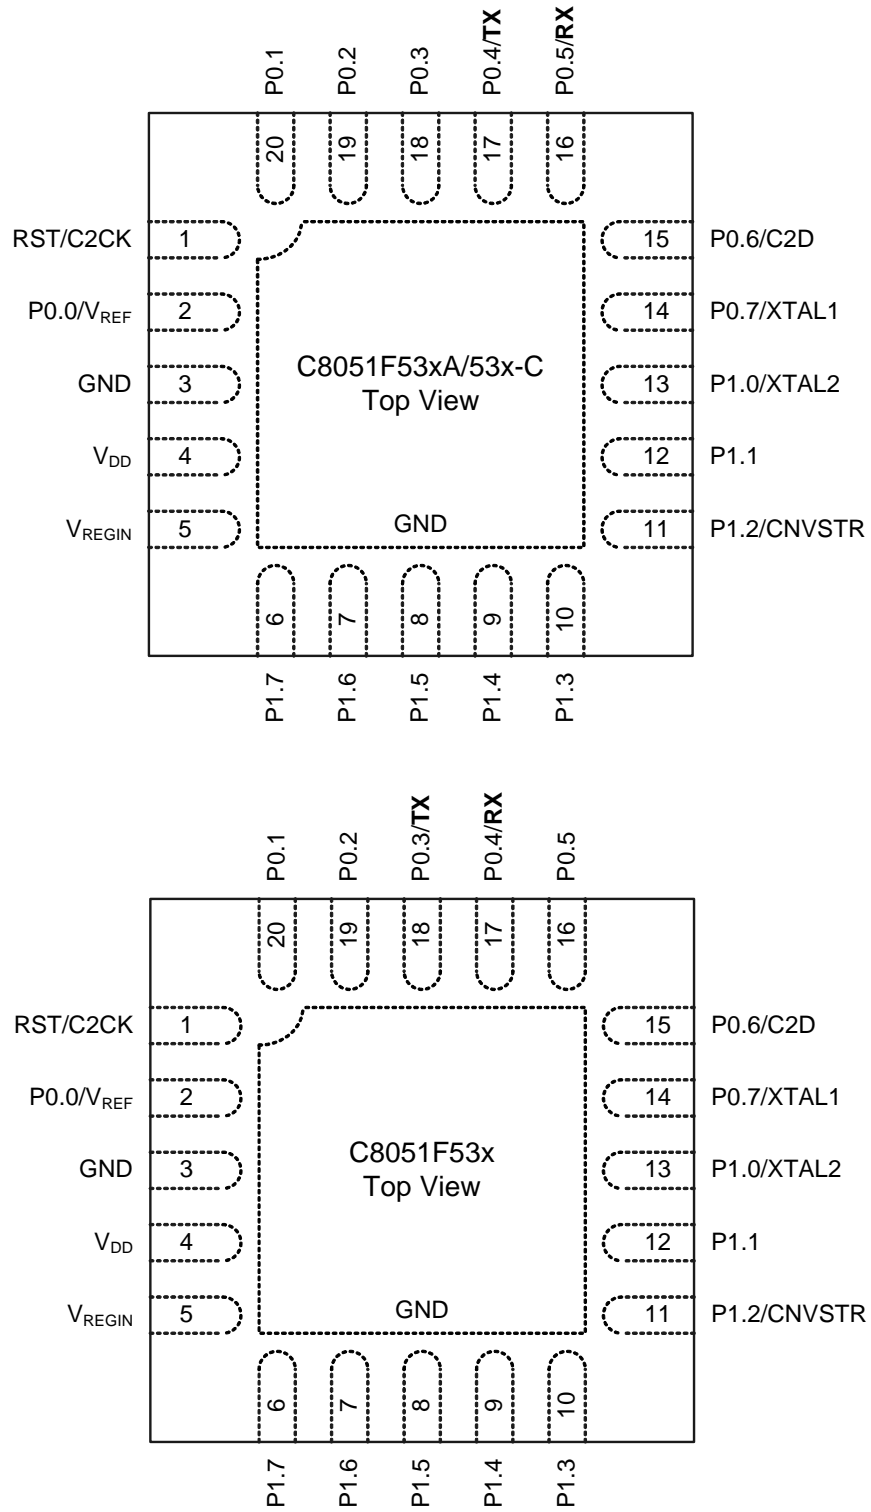 P0.1
P0.2
P0.3
P0.4/TX
P0.5/RX
20
19
18
17
16
RST/C2CK
1
15
P0.6/C2D
P0.0/VREF
2
14
P0.7/XTAL1
GND
3
13
P1.0/XTAL2
C8051F53xA/53x-C
Top View
VDD
4
12
P1.1
VREGIN
5
GND
11
P1.2/CNVSTR
6
7
8
9
10
P1.7
P1.6
P1.5
P1.4
P1.3
P0.1
P0.2
P0.3/TX
P0.4/RX
P0.5
20
19
18
17
16
RST/C2CK
1
15
P0.6/C2D
P0.0/VREF
2
14
P0.7/XTAL1
GND
3
13
P1.0/XTAL2
C8051F53x
Top View
VDD
4
12
P1.1
VREGIN
5
GND
11
P1.2/CNVSTR
6
7
8
9
10
P1.7
P1.6
P1.5
P1.4
P1.3